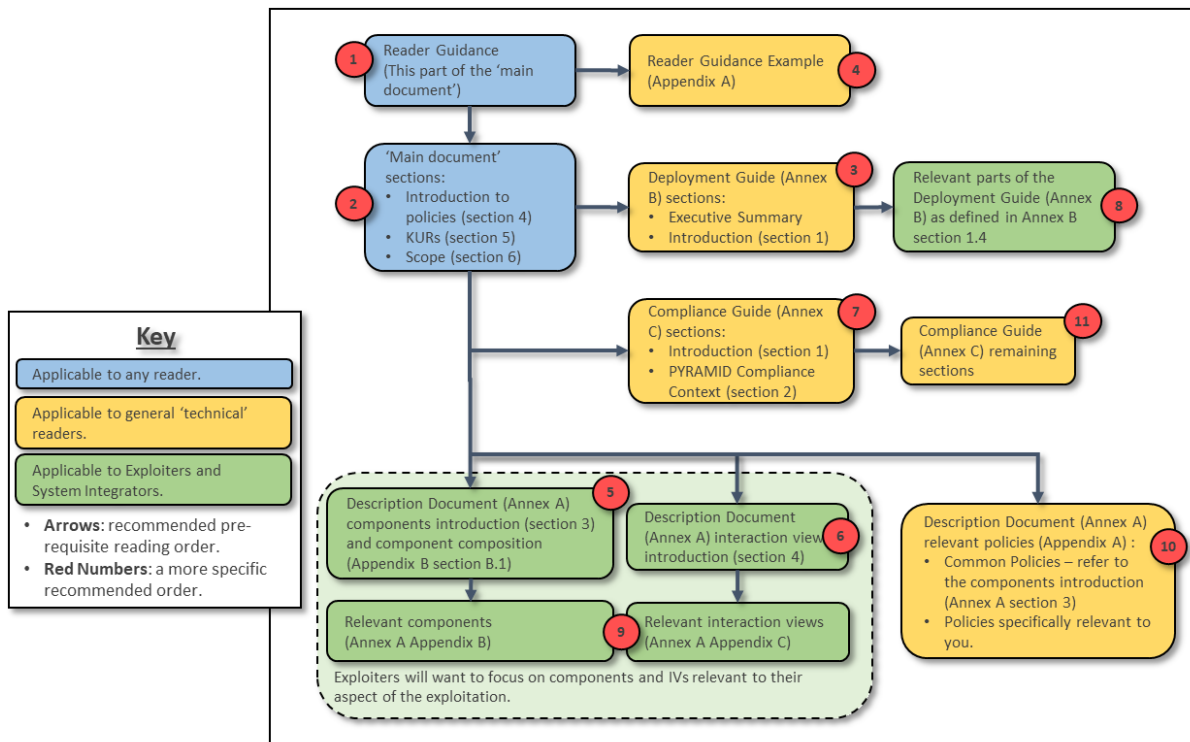 1
Reader Guidance
(This part of the ‘main
document’)
Reader Guidance Example
(Appendix A)
4
2
‘Main document’
sections:
• Introduction to
policies (section 4)
• KURs (section 5)
• Scope (section 6)
Deployment Guide (Annex
B) sections:
• Executive Summary
• Introduction (section 1)
3
Relevant parts of the
Deployment Guide (Annex
B) as defined in Annex B
section 1.4
8
Compliance Guide (Annex
C) sections:
• Introduction (section 1)
• PYRAMID Compliance
Context (section 2)
7
Compliance Guide
(Annex C) remaining
sections
11
Key
Applicable to any reader.
Applicable to general ‘technical’
readers.
Applicable to Exploiters and
System Integrators.
• Arrows: recommended pre-
requisite reading order.
• Red Numbers: a more specific
recommended order.
Description Document (Annex A)
components introduction (section 3)
and component composition
(Appendix B section B.1)
5
Description Document
(Annex A) interaction view
introduction (section 4)
6
Relevant components
(Annex A Appendix B)
9
Relevant interaction views
(Annex A Appendix C)
Exploiters will want to focus on components and IVs relevant to their
aspect of the exploitation.
Description Document (Annex A)
relevant policies (Appendix A) :
• Common Policies – refer to
the components introduction
(Annex A section 3)
• Policies specifically relevant to
you.
10